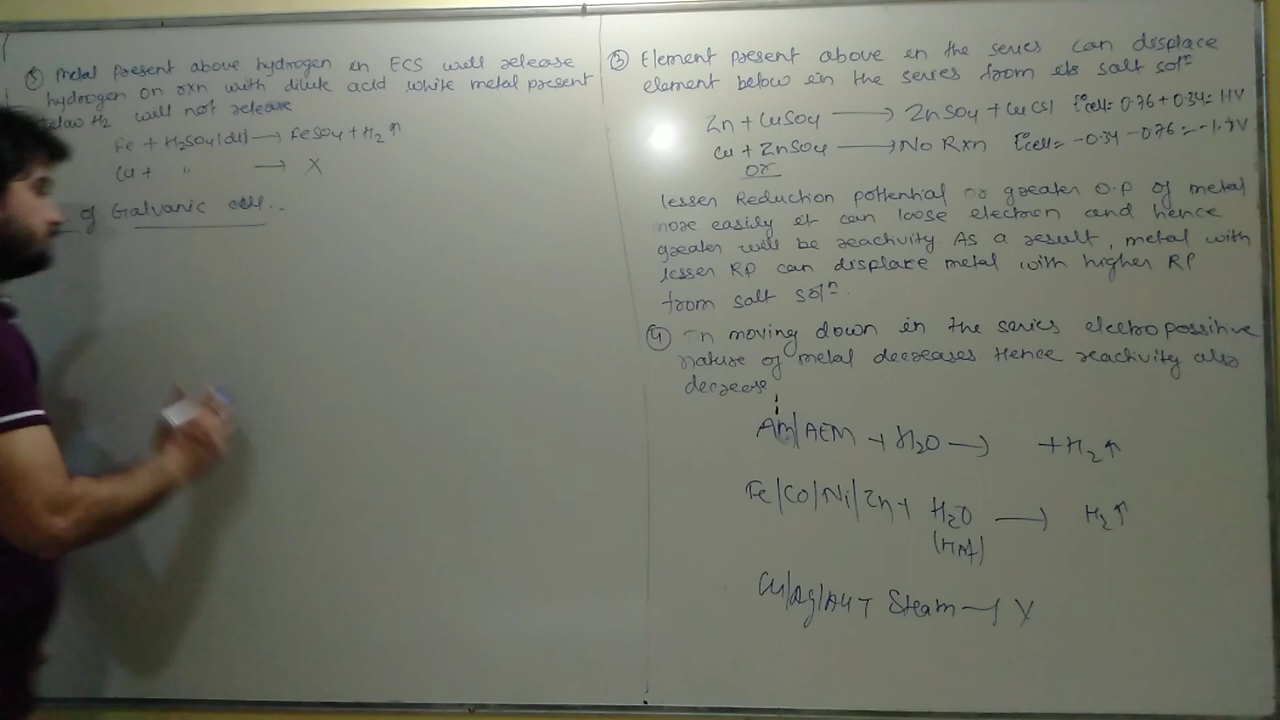 ⑤ Metal present above hydrogen in ECS will release
hydrogen on rxn with dilute acid while metal present
below H₂ will not release
Fe + H₂SO₄(dil) → FeSO₄ + H₂↑
Cu + " → X
of Galvanic cell..
③ Element present above in the series can displace
element below in the series from its salt solⁿ
Zn + CuSO₄ → ZnSO₄ + Cu(s) E°cell = 0.76 + 0.34 = 1.1V
Cu + ZnSO₄ → No Rxn E°cell = -0.34 - 0.76 = -1.1V
or
lesser Reduction pottential or greater O.P of metal
more easily it can loose electron and hence
greater will be reachvity. As a result, metal with
lesser RP can displace metal with higher RP
from salt solⁿ.
④ on moving down in the series electropossitive
nature of metal decreases Hence reachvity also
decrease
AM/AEM + H₂O → + H₂↑
Fe/Co/Ni/Zn + H₂O → H₂↑
(Hot)
Cu/Ag/Au + Steam → X